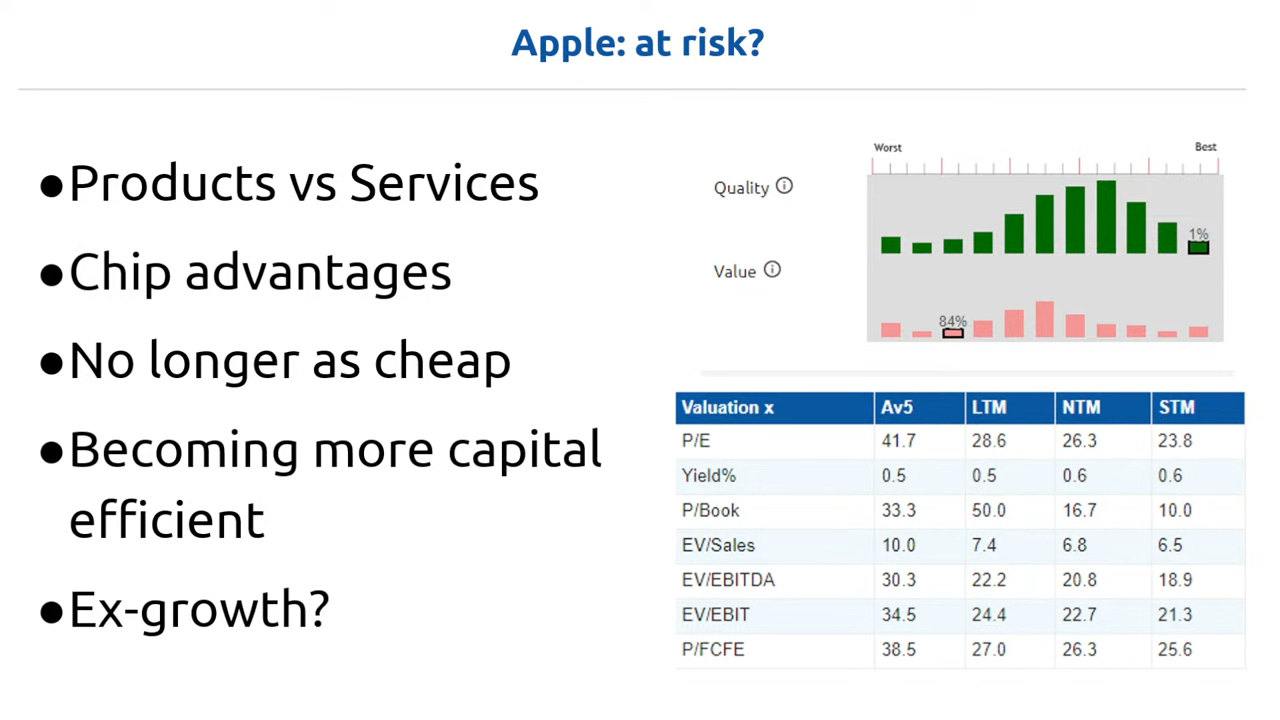 Apple: at risk?
●Products vs Services
●Chip advantages
●No longer as cheap
●Becoming more capital
efficient
●Ex-growth?
Worst Best
Quality ⓘ
1%
Value ⓘ
84%
Valuation x Av5 LTM NTM STM
P/E 41.7 28.6 26.3 23.8
Yield% 0.5 0.5 0.6 0.6
P/Book 33.3 50.0 16.7 10.0
EV/Sales 10.0 7.4 6.8 6.5
EV/EBITDA 30.3 22.2 20.8 18.9
EV/EBIT 34.5 24.4 22.7 21.3
P/FCFE 38.5 27.0 26.3 25.6